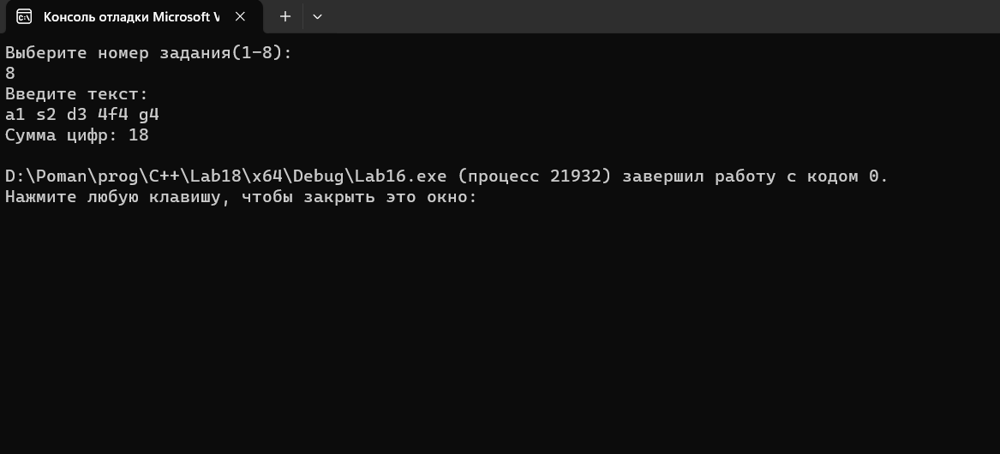 Консоль отладки Microsoft V
Выберите номер задания(1-8):
8
Введите текст:
a1 s2 d3 4f4 g4
Сумма цифр: 18
D:\Poman\prog\C++\Lab18\x64\Debug\Lab16.exe (процесс 21932) завершил работу с кодом 0.
Нажмите любую клавишу, чтобы закрыть это окно: